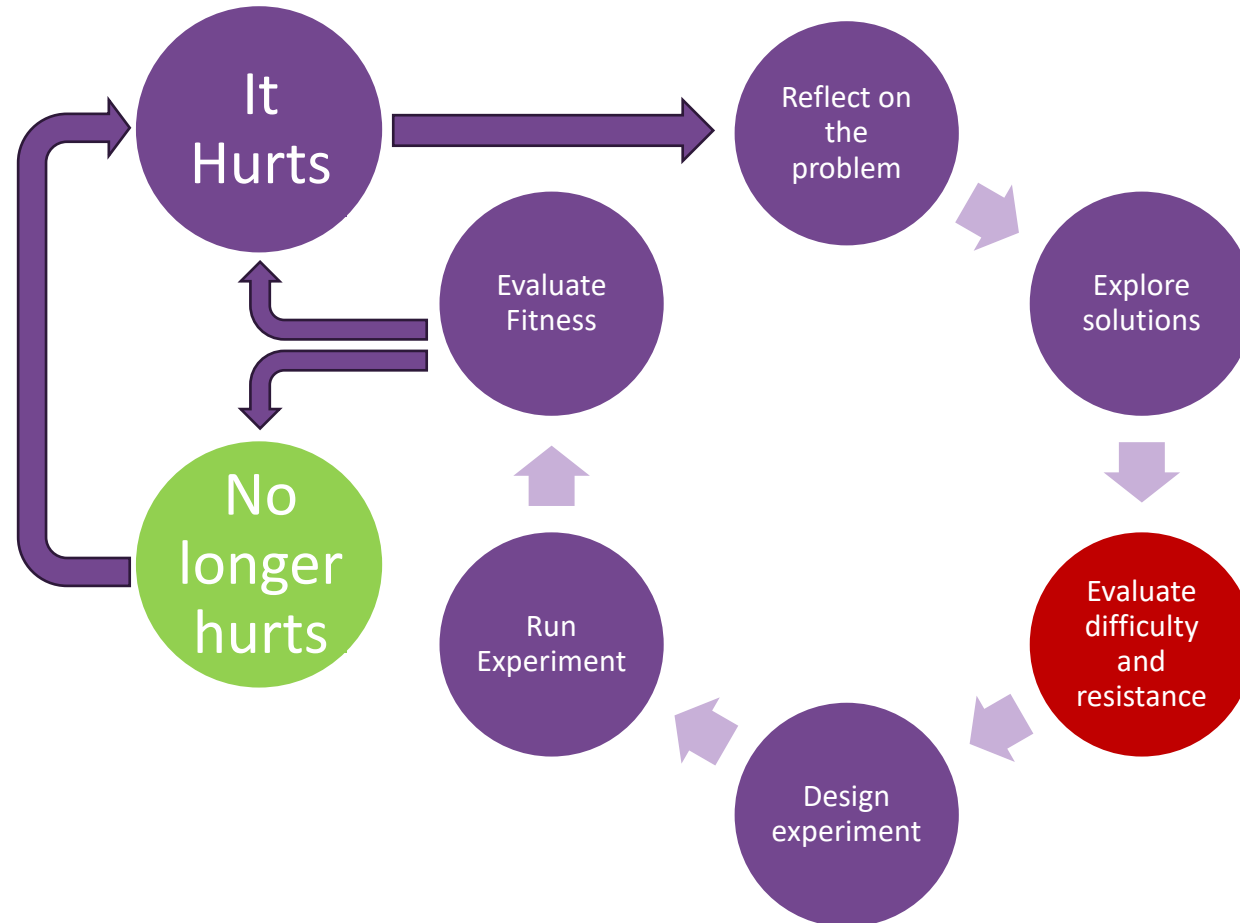 It
Hurts
Reflect on
the
problem
Explore
solutions
Evaluate
difficulty
and
resistance
Design
experiment
Run
Experiment
Evaluate
Fitness
No
longer
hurts